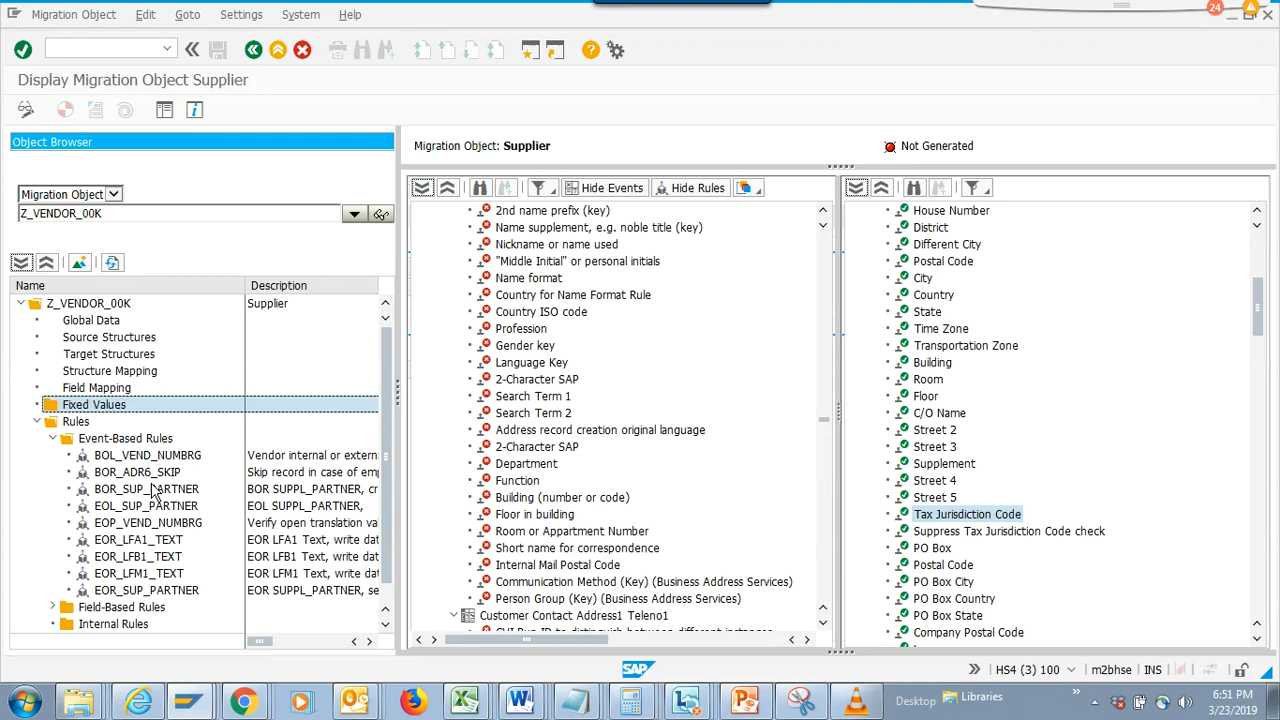 24
Migration Object Edit Goto Settings System Help
Display Migration Object Supplier
Object Browser
Migration Object
Z_VENDOR_00K
Name Description
Z_VENDOR_00K Supplier
Global Data
Source Structures
Target Structures
Structure Mapping
Field Mapping
Fixed Values
Rules
Event-Based Rules
BOL_VEND_NUMBRG Vendor internal or extern
BOR_ADR6_SKIP Skip record in case of emp
BOR_SUP_PARTNER BOR SUPPL_PARTNER, cr
EOL_SUP_PARTNER EOL SUPPL_PARTNER,
EOP_VEND_NUMBRG Verify open translation va
EOR_LFA1_TEXT EOR LFA1 Text, write dat
EOR_LFB1_TEXT EOR LFB1 Text, write dat
EOR_LFM1_TEXT EOR LFM1 Text, write dat
EOR_SUP_PARTNER EOR SUPPL_PARTNER, se
Field-Based Rules
Internal Rules
Migration Object: Supplier
Not Generated
Hide Events Hide Rules
2nd name prefix (key)
Name supplement, e.g. noble title (key)
Nickname or name used
"Middle Initial" or personal initials
Name format
Country for Name Format Rule
Country ISO code
Profession
Gender key
Language Key
2-Character SAP
Search Term 1
Search Term 2
Address record creation original language
2-Character SAP
Department
Function
Building (number or code)
Floor in building
Room or Appartment Number
Short name for correspondence
Internal Mail Postal Code
Communication Method (Key) (Business Address Services)
Person Group (Key) (Business Address Services)
Customer Contact Address1 Teleno1
House Number
District
Different City
Postal Code
City
Country
State
Time Zone
Transportation Zone
Building
Room
Floor
C/O Name
Street 2
Street 3
Supplement
Street 4
Street 5
Tax Jurisdiction Code
Suppress Tax Jurisdiction Code check
PO Box
Postal Code
PO Box City
PO Box Country
PO Box State
Company Postal Code
SAP
HS4 (3) 100 m2bhse INS
Desktop Libraries
6:51 PM
3/23/2019